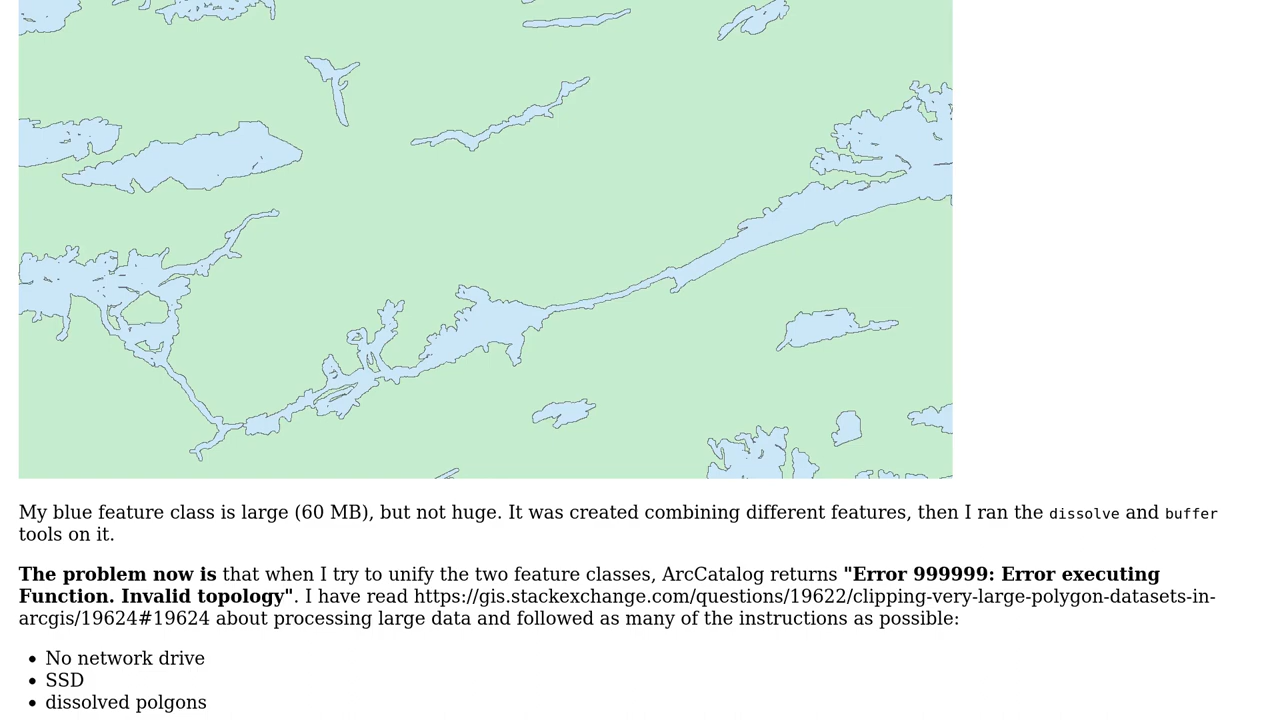 My blue feature class is large (60 MB), but not huge. It was created combining different features, then I ran the dissolve and buffer
tools on it.
The problem now is that when I try to unify the two feature classes, ArcCatalog returns "Error 999999: Error executing
Function. Invalid topology". I have read https://gis.stackexchange.com/questions/19622/clipping-very-large-polygon-datasets-in-
arcgis/19624#19624 about processing large data and followed as many of the instructions as possible:
• No network drive
• SSD
• dissolved polgons